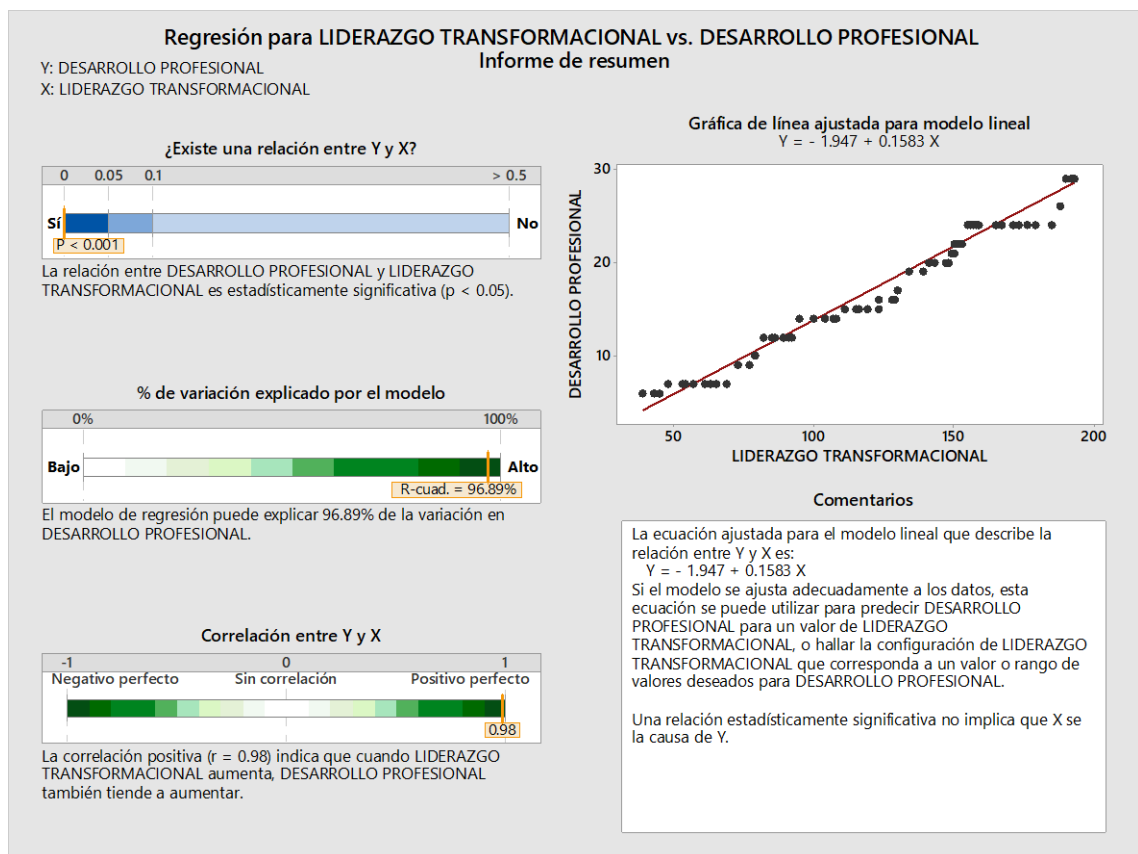 Regresión para LIDERAZGO TRANSFORMACIONAL vs. DESARROLLO PROFESIONAL
Informe de resumen
Y: DESARROLLO PROFESIONAL
X: LIDERAZGO TRANSFORMACIONAL
¿Existe una relación entre Y y X?
0 0.05 0.1 > 0.5
Sí No
P < 0.001
La relación entre DESARROLLO PROFESIONAL y LIDERAZGO
TRANSFORMACIONAL es estadísticamente significativa (p < 0.05).
% de variación explicado por el modelo
0% 100%
Bajo Alto
R-cuad. = 96.89%
El modelo de regresión puede explicar 96.89% de la variación en
DESARROLLO PROFESIONAL.
Correlación entre Y y X
-1 0 1
Negativo perfecto Sin correlación Positivo perfecto
0.98
La correlación positiva (r = 0.98) indica que cuando LIDERAZGO
TRANSFORMACIONAL aumenta, DESARROLLO PROFESIONAL
también tiende a aumentar.
Gráfica de línea ajustada para modelo lineal
Y = - 1.947 + 0.1583 X
DESARROLLO PROFESIONAL
30
20
10
50 100 150 200
LIDERAZGO TRANSFORMACIONAL
Comentarios
La ecuación ajustada para el modelo lineal que describe la
relación entre Y y X es:
Y = - 1.947 + 0.1583 X
Si el modelo se ajusta adecuadamente a los datos, esta
ecuación se puede utilizar para predecir DESARROLLO
PROFESIONAL para un valor de LIDERAZGO
TRANSFORMACIONAL, o hallar la configuración de LIDERAZGO
TRANSFORMACIONAL que corresponda a un valor o rango de
valores deseados para DESARROLLO PROFESIONAL.
Una relación estadísticamente significativa no implica que X se
la causa de Y.